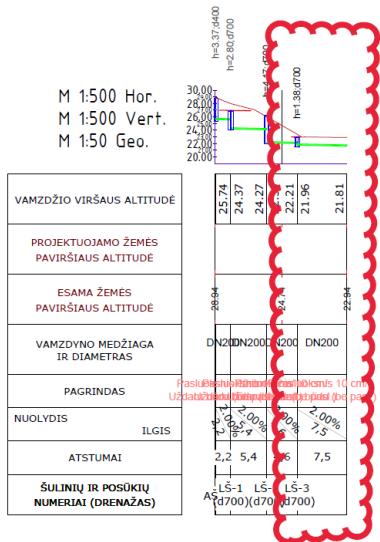 h=3.37;d400
h=2.80;d700
h=1.38;d700
M 1:500 Hor.
M 1:500 Vert.
M 1:50 Geo.
30.00
28.00
26.00
24.00
22.00
20.00
VAMZDŽIO VIRŠAUS ALTITUDĖ
25.74 24.37 24.27 22.21 21.96 21.81
PROJEKTUOJAMO ŽEMĖS
PAVIRŠIAUS ALTITUDĖ
ESAMA ŽEMĖS
PAVIRŠIAUS ALTITUDĖ
28.94 24.74 22.94
VAMZDYNO MEDŽIAGA
IR DIAMETRAS
DN200 DN200 DN200
PAGRINDAS
NUOLYDIS
ILGIS
2.00% 2.00% 2.00%
2,2 5,4 7,5
ATSTUMAI
2,2 5,4 7,5
ŠULINIŲ IR POSŪKIŲ
NUMERIAI (DRENAŽAS)
LŠ-1 LŠ-3
(d700) (d700)